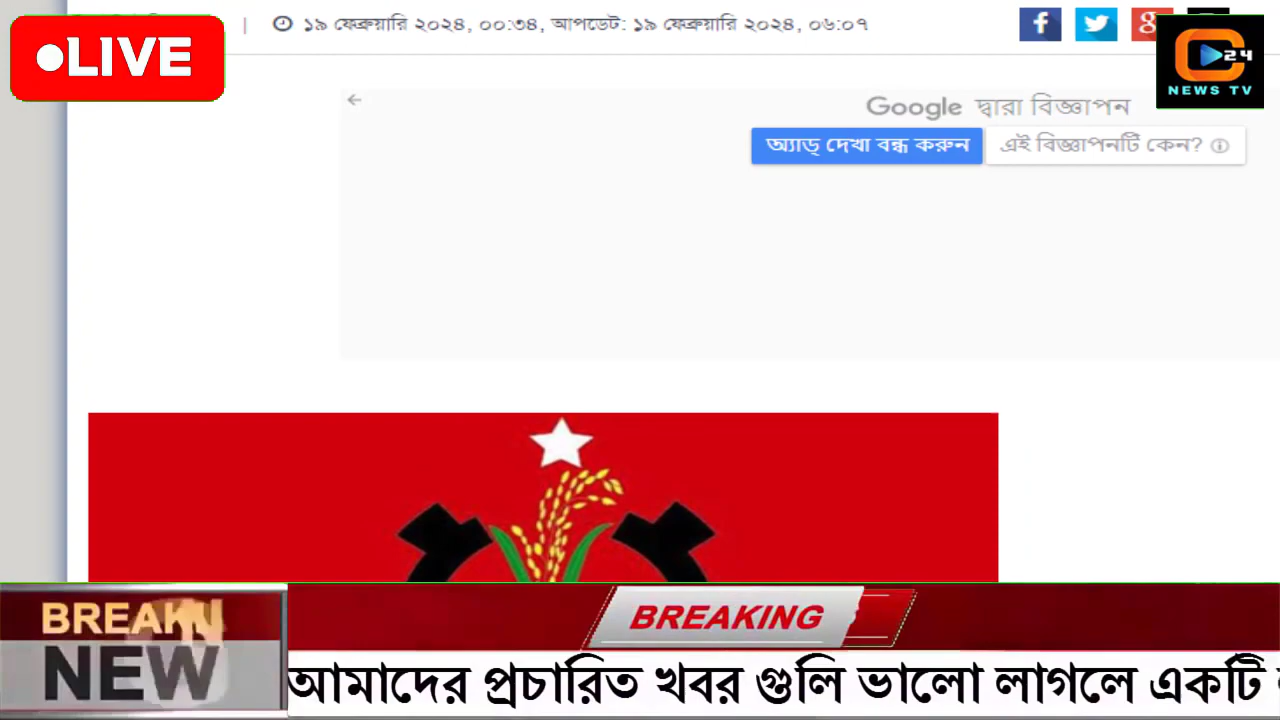 LIVE
| ১৯ ফেব্রুয়ারি ২০২৪, ০০:৩৪, আপডেট: ১৯ ফেব্রুয়ারি ২০২৪, ০৬:০৭
f
24
NEWS TV
Google দ্বারা বিজ্ঞাপন
অ্যাড্ দেখা বন্ধ করুন
এই বিজ্ঞাপনটি কেন?
BREAKING
NEW
আমাদের প্রচারিত খবর গুলি ভালো লাগলে একটি